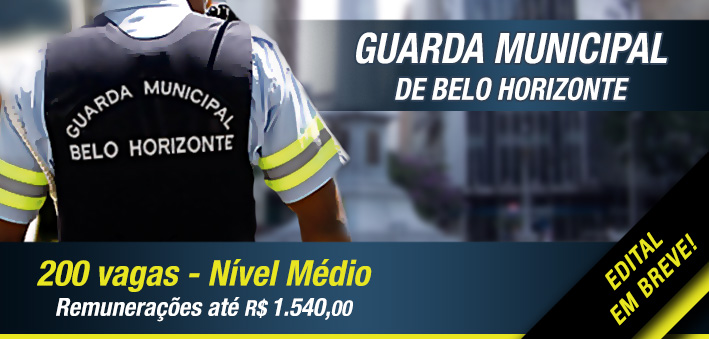 GUARDA MUNICIPAL
DE BELO HORIZONTE
GUARDA MUNICIPAL
BELO HORIZONTE
200 vagas - Nível Médio
Remunerações até R$ 1.540,00
EDITAL
EM BREVE!